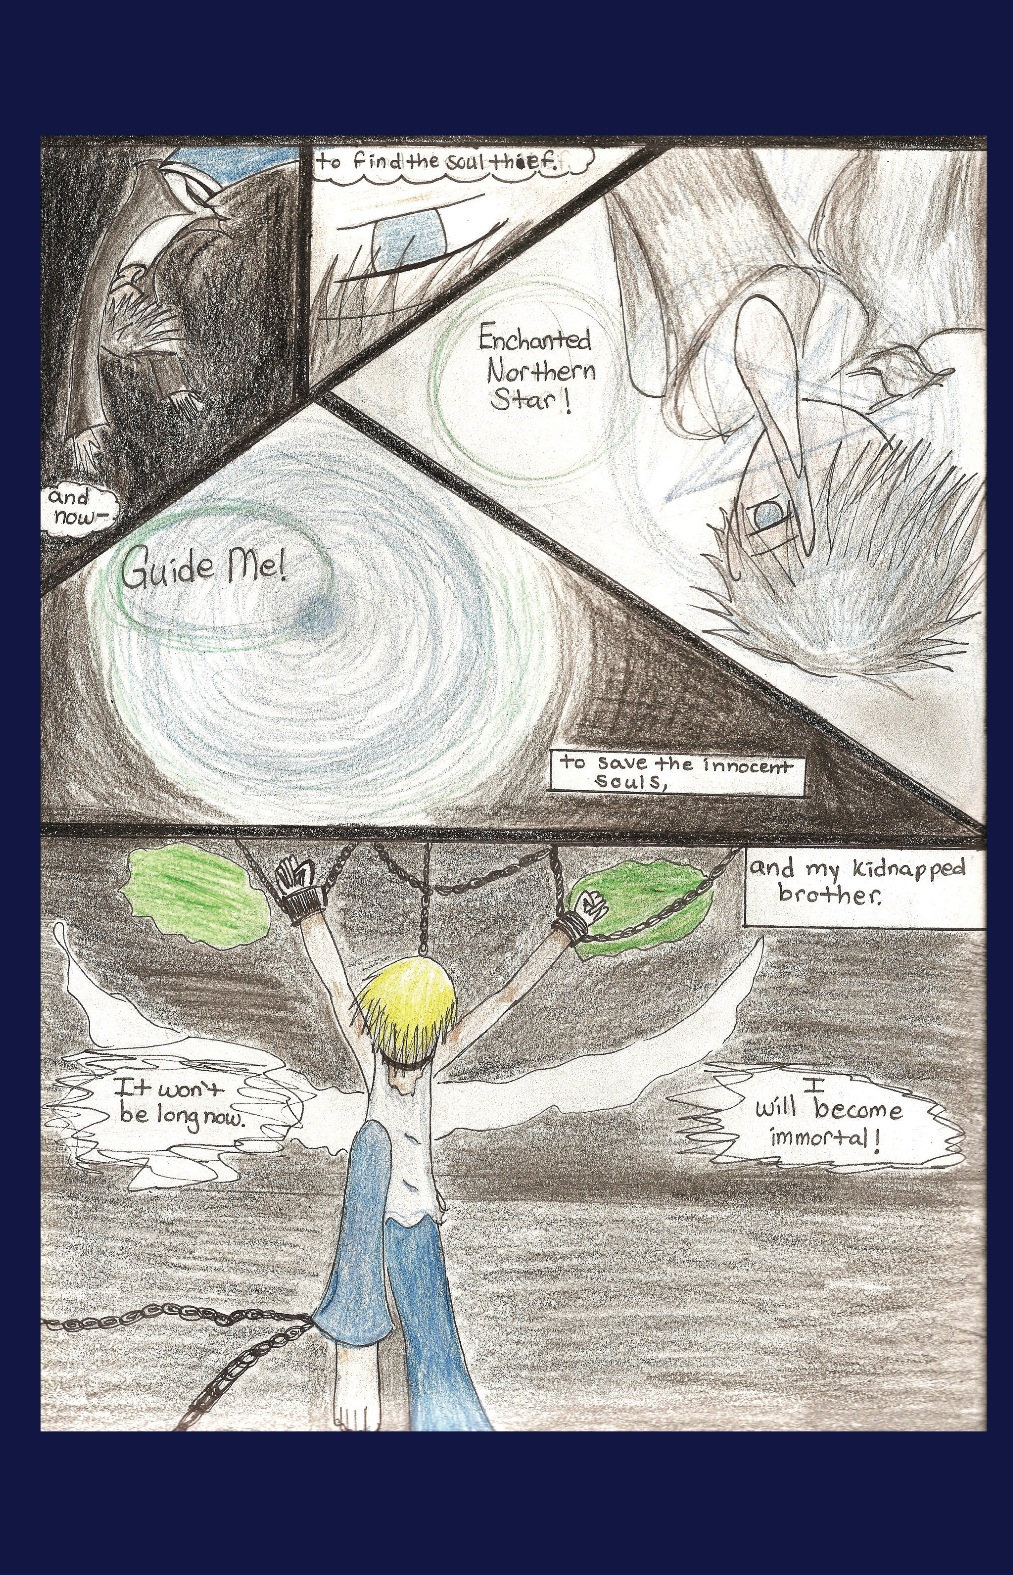 and
now-
to find the soul thief.
Enchanted
Northern
Star!
Guide Me!
to save the innocent
souls,
and my kidnapped
brother.
It won't
be long now.
I
will become
immortal!